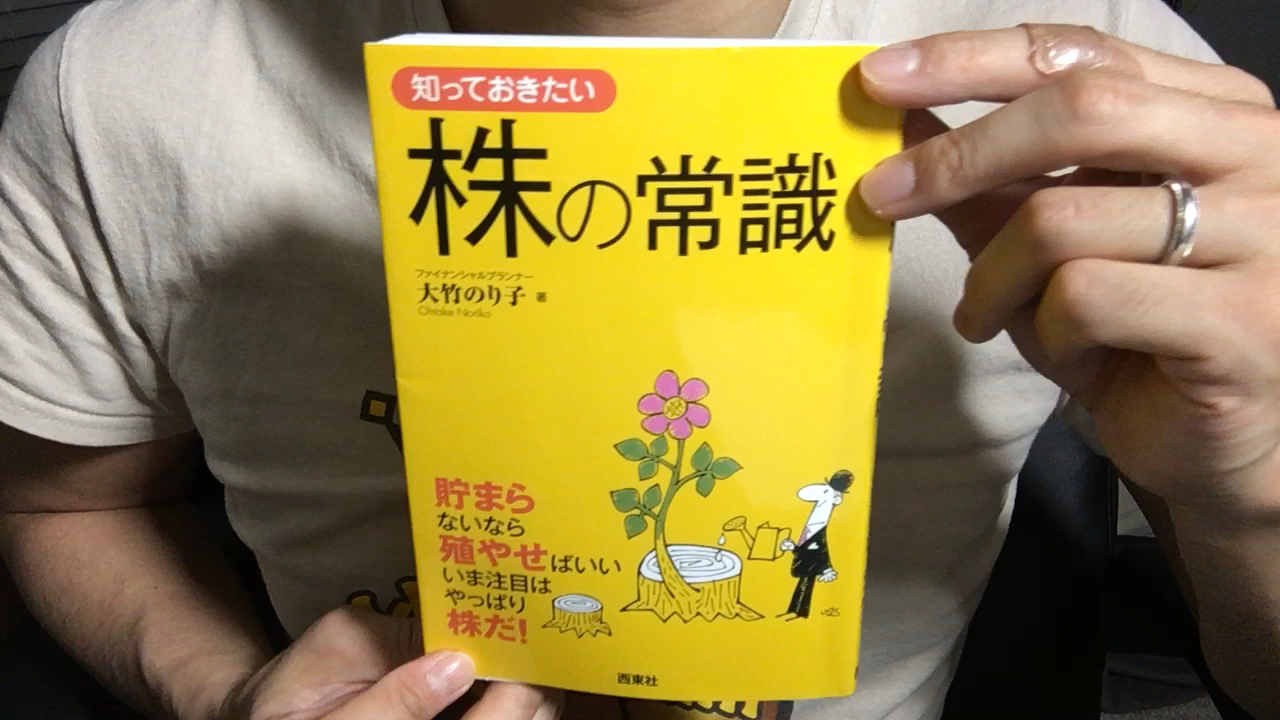 知っておきたい
株の常識
ファイナンシャルプランナー
大竹のり子 著
Ohtake Noriko
貯まら
ないなら
殖やせばいい
いま注目は
やっぱり
株だ!
西東社